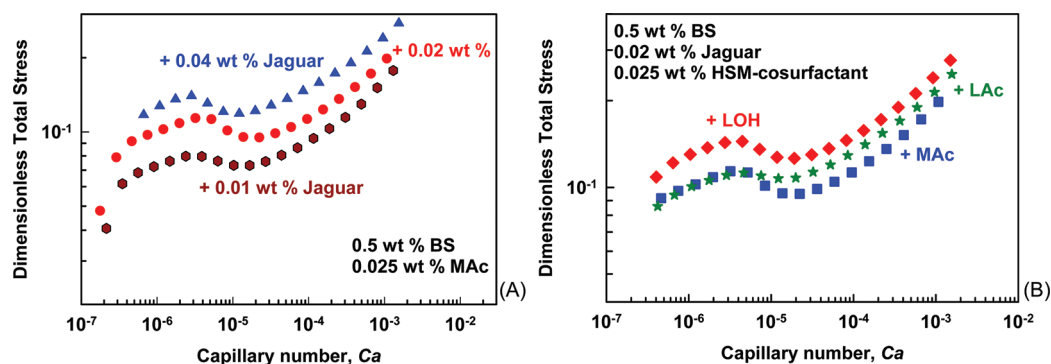 Dimensionless Total Stress
10⁻¹
+ 0.04 wt % Jaguar
+ 0.02 wt %
+ 0.01 wt % Jaguar
0.5 wt % BS
0.025 wt % MAc
(A)
10⁻⁷ 10⁻⁶ 10⁻⁵ 10⁻⁴ 10⁻³ 10⁻²
Capillary number, Ca
Dimensionless Total Stress
10⁻¹
10⁻¹
0.5 wt % BS
0.02 wt % Jaguar
0.025 wt % HSM-cosurfactant
+ LOH
+ LAc
+ MAc
(B)
10⁻⁷ 10⁻⁶ 10⁻⁵ 10⁻⁴ 10⁻³ 10⁻²
Capillary number, Ca